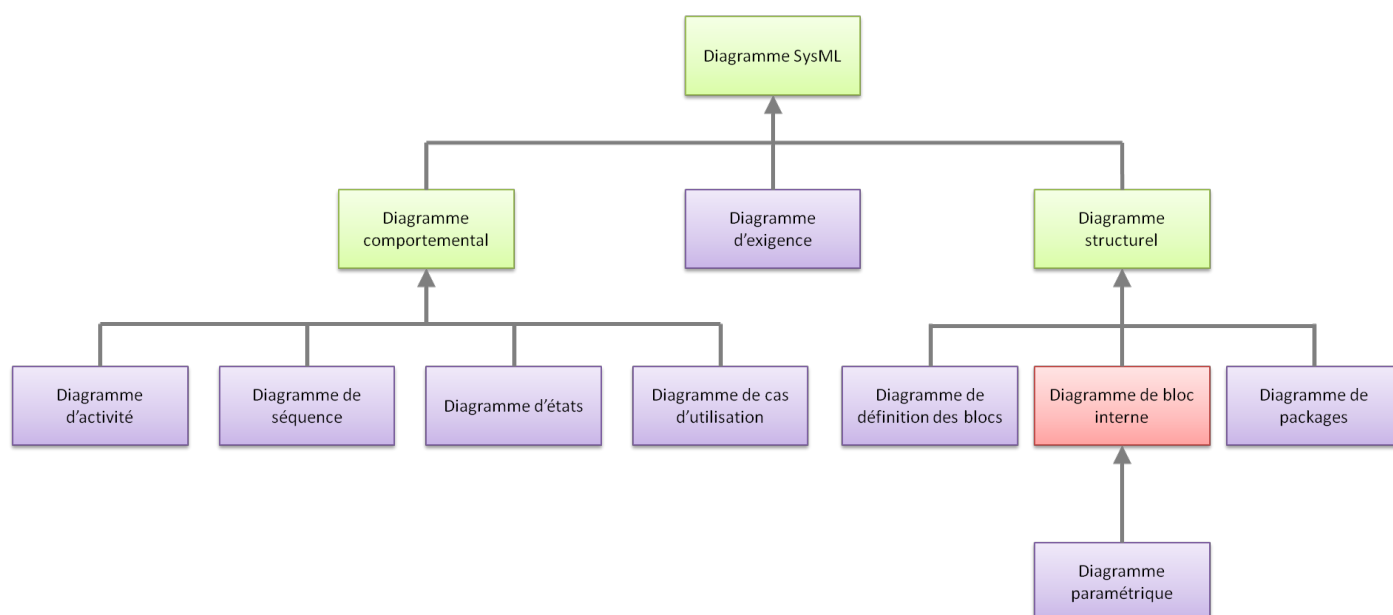 Diagramme SysML
Diagramme
comportemental
Diagramme
d’exigence
Diagramme
structurel
Diagramme
d’activité
Diagramme de
séquence
Diagramme d’états
Diagramme de cas
d’utilisation
Diagramme de
définition des blocs
Diagramme de bloc
interne
Diagramme de
packages
Diagramme
paramétrique